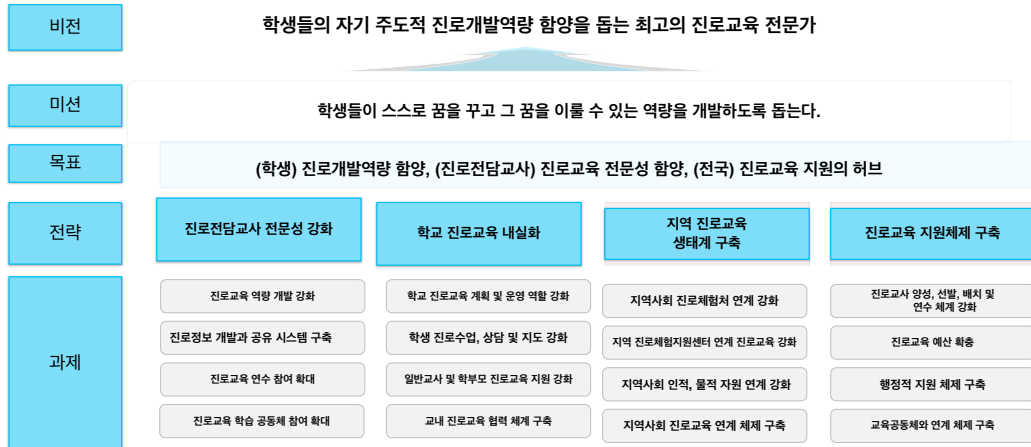 비전
학생들의 자기 주도적 진로개발역량 함양을 돕는 최고의 진로교육 전문가
미션
학생들이 스스로 꿈을 꾸고 그 꿈을 이룰 수 있는 역량을 개발하도록 돕는다.
목표
(학생) 진로개발역량 함양, (진로전담교사) 진로교육 전문성 함양, (전국) 진로교육 지원의 허브
전략
진로전담교사 전문성 강화
학교 진로교육 내실화
지역 진로교육
생태계 구축
진로교육 지원체제 구축
과제
진로교육 역량 개발 강화
진로정보 개발과 공유 시스템 구축
진로교육 연수 참여 확대
진로교육 학습 공동체 참여 확대
학교 진로교육 계획 및 운영 역할 강화
학생 진로수업, 상담 및 지도 강화
일반교사 및 학부모 진로교육 지원 강화
교내 진로교육 협력 체계 구축
지역사회 진로체험처 연계 강화
지역 진로체험지원센터 연계 진로교육 강화
지역사회 인적, 물적 자원 연계 강화
지역사회 진로교육 연계 체제 구축
진로교사 양성, 선발, 배치 및
연수 체계 강화
진로교육 예산 확충
행정적 지원 체제 구축
교육공동체와 연계 체제 구축